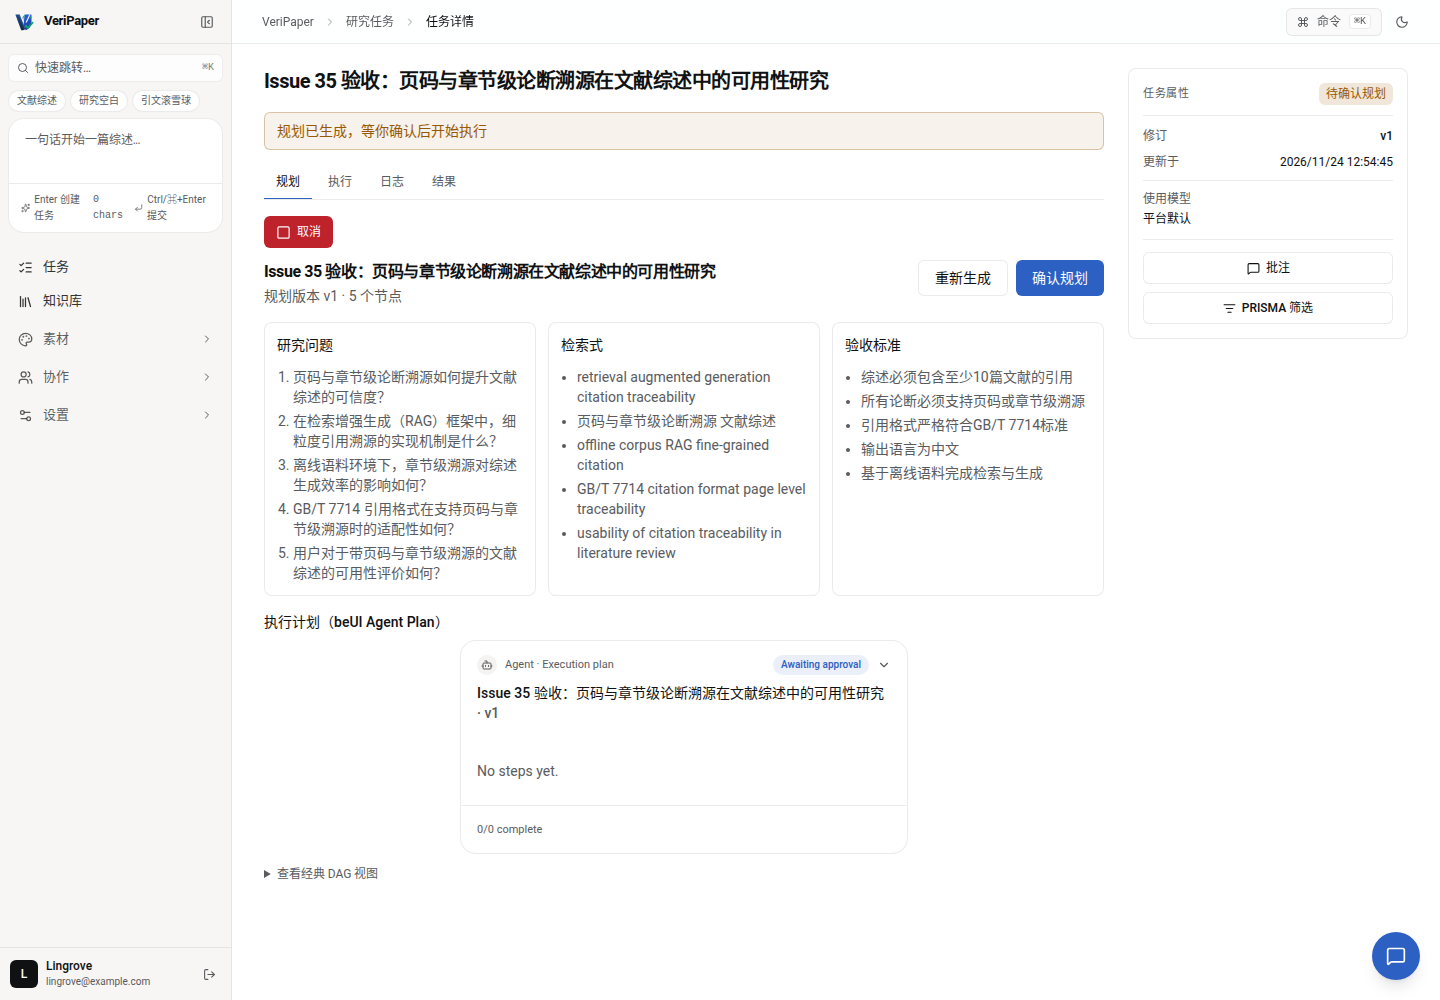 VeriPaper
快速跳转...
⌘K
文献综述
研究空白
引文滚雪球
一句话开始一篇综述...
Enter 创建
任务
0
chars
Ctrl/⌘+Enter
提交
任务
知识库
素材
协作
设置
L
Lingrove
lingrove@example.com
VeriPaper
研究任务
任务详情
⌘ 命令 ⌘K
Issue 35 验收：页码与章节级论断溯源在文献综述中的可用性研究
规划已生成，等你确认后开始执行
规划
执行
日志
结果
取消
Issue 35 验收：页码与章节级论断溯源在文献综述中的可用性研究
规划版本 v1 · 5 个节点
重新生成
确认规划
研究问题
1. 页码与章节级论断溯源如何提升文献
综述的可信度？
2. 在检索增强生成（RAG）框架中，细
粒度引用溯源的实现机制是什么？
3. 离线语料环境下，章节级溯源对综述
生成效率的影响如何？
4. GB/T 7714 引用格式在支持页码与章
节级溯源时的适配性如何？
5. 用户对于带页码与章节级溯源的文献
综述的可用性评价如何？
检索式
• retrieval augmented generation
citation traceability
• 页码与章节级论断溯源 文献综述
• offline corpus RAG fine-grained
citation
• GB/T 7714 citation format page level
traceability
• usability of citation traceability in
literature review
验收标准
• 综述必须包含至少10篇文献的引用
• 所有论断必须支持页码或章节级溯源
• 引用格式严格符合GB/T 7714标准
• 输出语言为中文
• 基于离线语料完成检索与生成
执行计划（beUI Agent Plan）
Agent · Execution plan
Awaiting approval
Issue 35 验收：页码与章节级论断溯源在文献综述中的可用性研究
· v1
No steps yet.
0/0 complete
查看经典 DAG 视图
任务属性
待确认规划
修订
v1
更新于
2026/11/24 12:54:45
使用模型
平台默认
批注
PRISMA 筛选